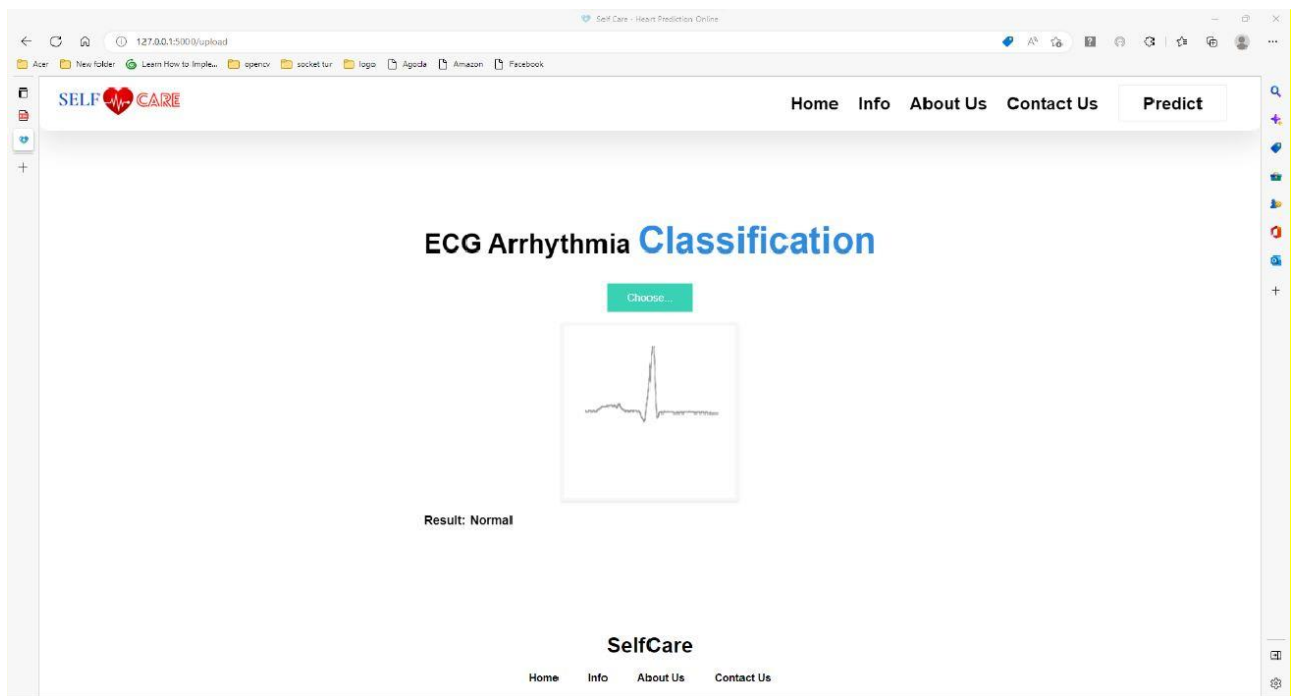 Self Care - Heart Prediction Online
127.0.0.1:5000/upload
Acer New folder Learn How to Imple... opencv socket tur logo Agoda Amazon Facebook
SELF CARE Home Info About Us Contact Us Predict
ECG Arrhythmia Classification
Choose...
Result: Normal
SelfCare
Home Info About Us Contact Us